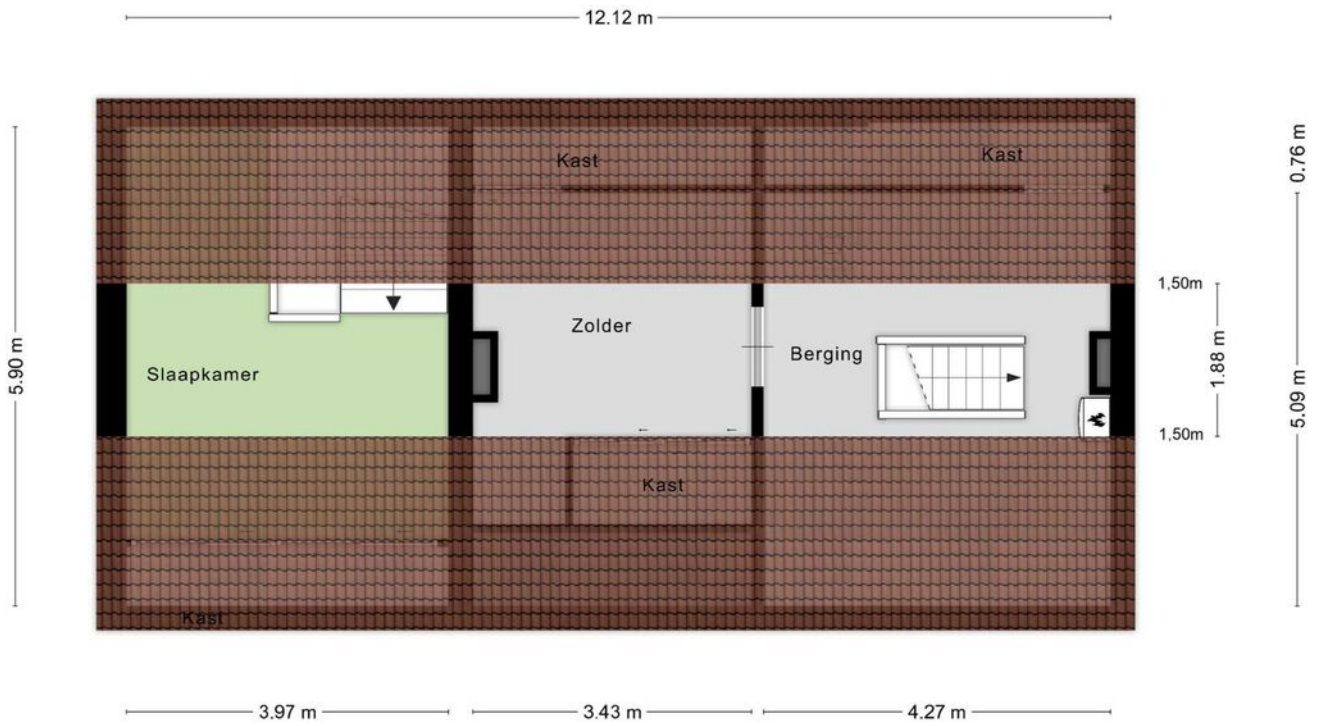 12.12 m
Kast
Kast
0.76 m
1,50m
Zolder
Berging
Slaapkamer
5.90 m
1.88 m
5.09 m
1,50m
Kast
Kast
3.97 m
3.43 m
4.27 m